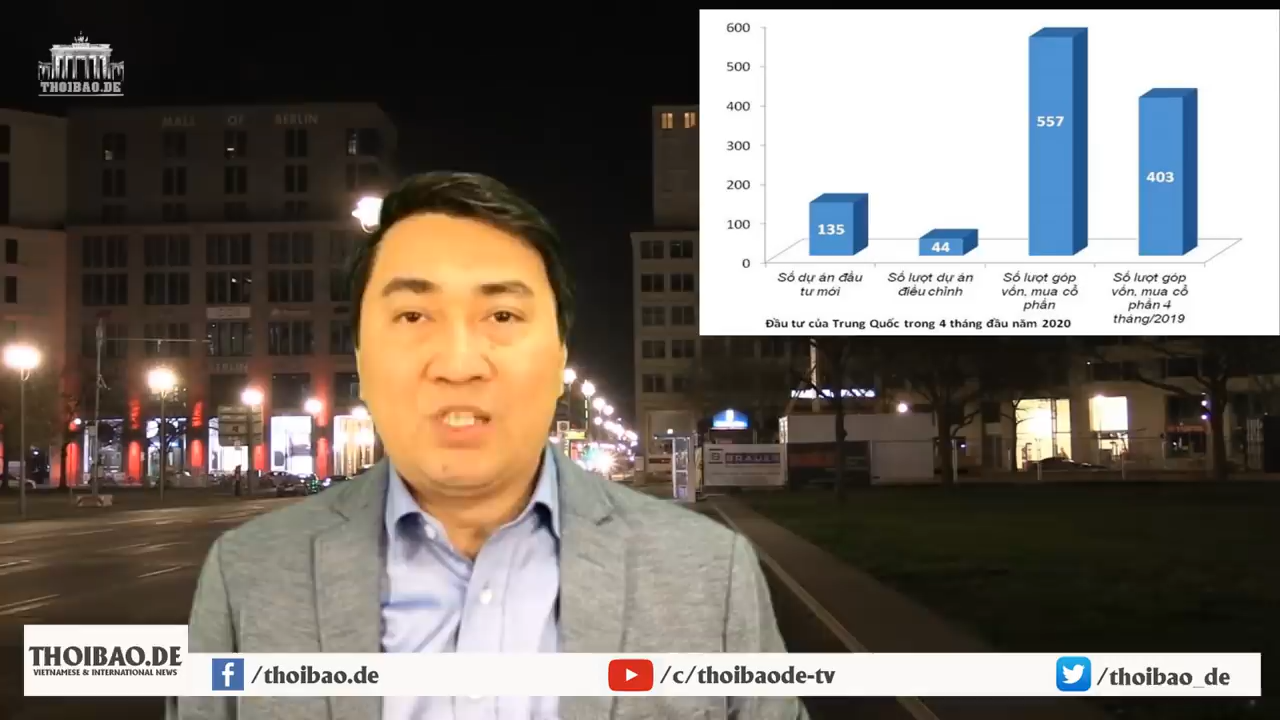 THOIBAO.DE
MALL OF BERLIN
600
500
400
300
200
100
0
135
44
557
403
Số dự án đầu
tư mới
Số lượt dự án
điều chỉnh
Số lượt góp
vốn, mua cổ
phần
Số lượt góp
vốn, mua cổ
phần 4
tháng/2019
Đầu tư của Trung Quốc trong 4 tháng đầu năm 2020
BRAUER
THOIBAO.DE
VIETNAMESE & INTERNATIONAL NEWS
/thoibao.de
/c/thoibaode-tv
/thoibao_de